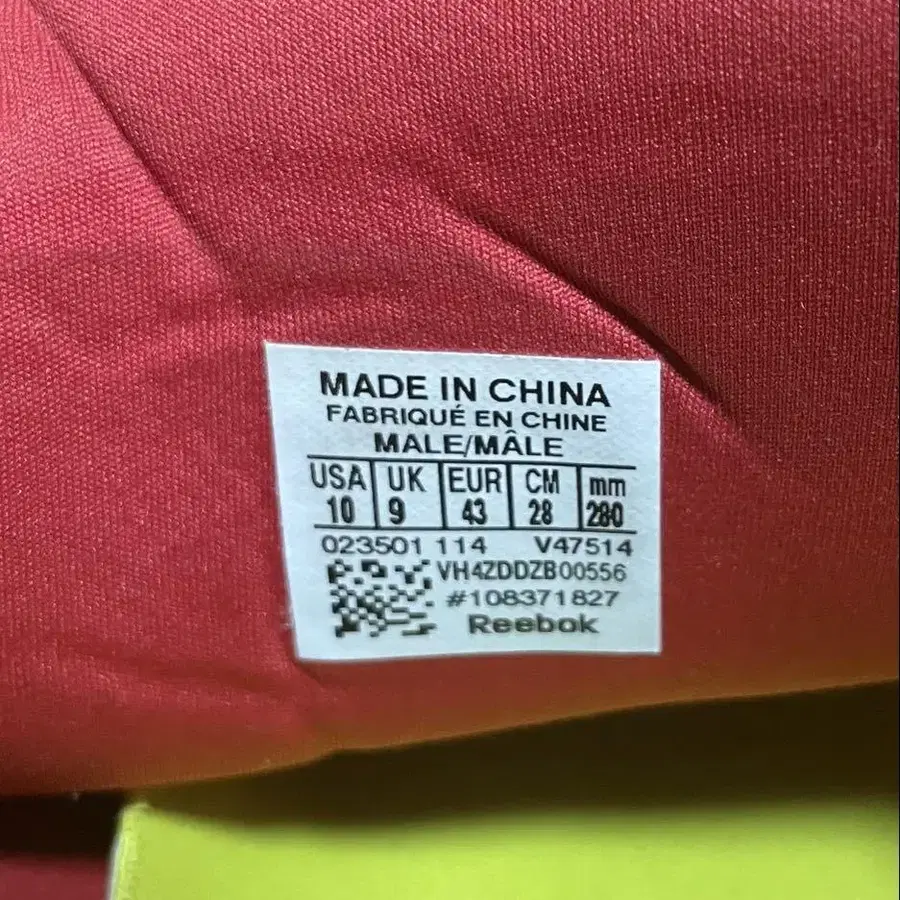 MADE IN CHINA
FABRIQUÉ EN CHINE
MALE/MÂLE
USA UK EUR CM mm
10 9 43 28 280
023501 114 V47514
VH4ZDDZB00556
#108371827
Reebok